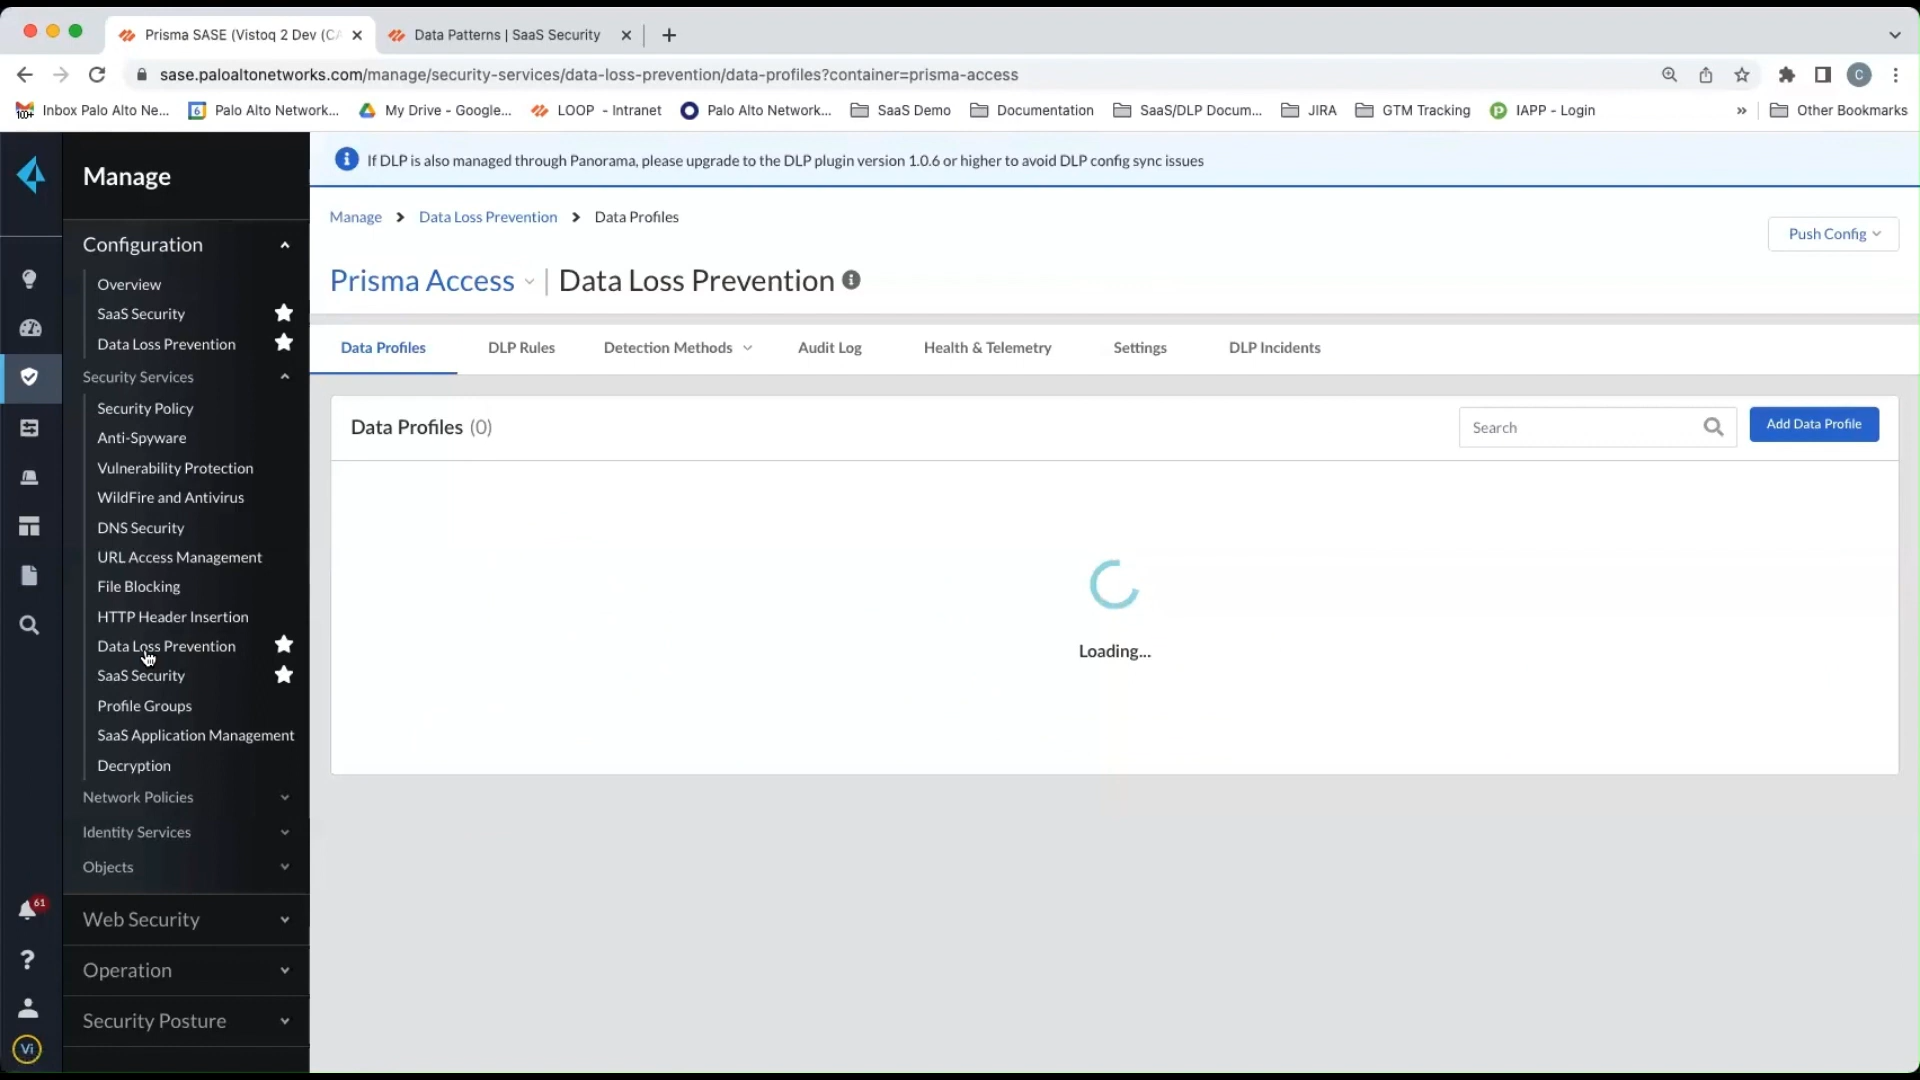 Prisma SASE (Vistoq 2 Dev (CA
Data Patterns | SaaS Security
sase.paloaltonetworks.com/manage/security-services/data-loss-prevention/data-profiles?container=prisma-access
C
100+
Inbox Palo Alto Ne...
6
Palo Alto Network...
My Drive - Google...
LOOP - Intranet
Palo Alto Network...
SaaS Demo
Documentation
SaaS/DLP Docum...
JIRA
GTM Tracking
IAPP - Login
»
Other Bookmarks
Manage
Configuration
Overview
SaaS Security
Data Loss Prevention
Security Services
Security Policy
Anti-Spyware
Vulnerability Protection
WildFire and Antivirus
DNS Security
URL Access Management
File Blocking
HTTP Header Insertion
Data Loss Prevention
SaaS Security
Profile Groups
SaaS Application Management
Decryption
Network Policies
Identity Services
Objects
Web Security
Operation
Security Posture
61
?
Vi
If DLP is also managed through Panorama, please upgrade to the DLP plugin version 1.0.6 or higher to avoid DLP config sync issues
Manage > Data Loss Prevention > Data Profiles
Push Config
Prisma Access | Data Loss Prevention
Data Profiles
DLP Rules
Detection Methods
Audit Log
Health & Telemetry
Settings
DLP Incidents
Data Profiles (0)
Search
Add Data Profile
Loading...